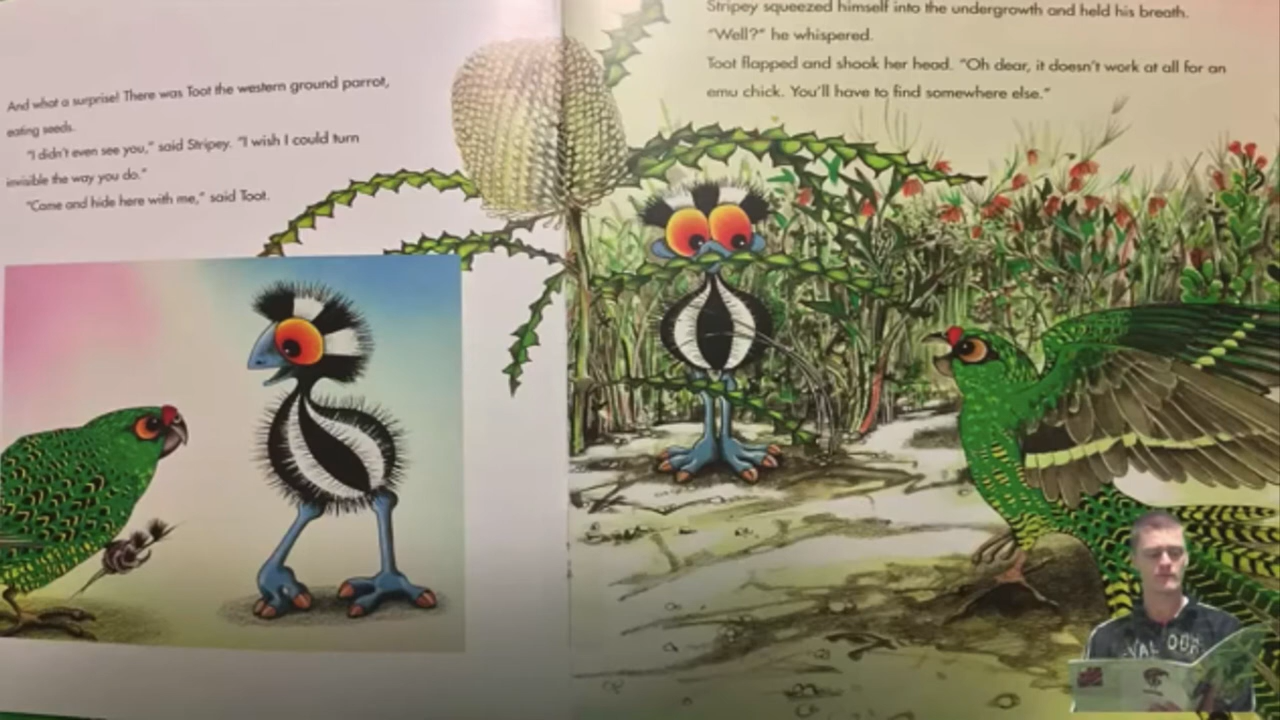 And what a surprise! There was Toot the western ground parrot,
eating seeds.
"I didn't even see you," said Stripey. "I wish I could turn
invisible the way you do."
"Come and hide here with me," said Toot.
Stripey squeezed himself into the undergrowth and held his breath.
"Well?" he whispered.
Toot flapped and shook her head. "Oh dear, it doesn't work at all for an
emu chick. You'll have to find somewhere else."